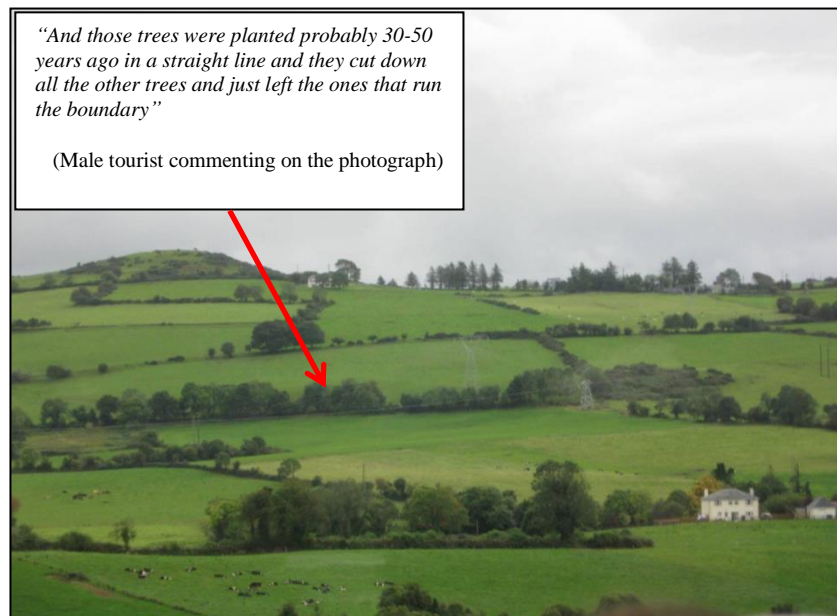 “And those trees were planted probably 30-50
years ago in a straight line and they cut down
all the other trees and just left the ones that run
the boundary”
(Male tourist commenting on the photograph)